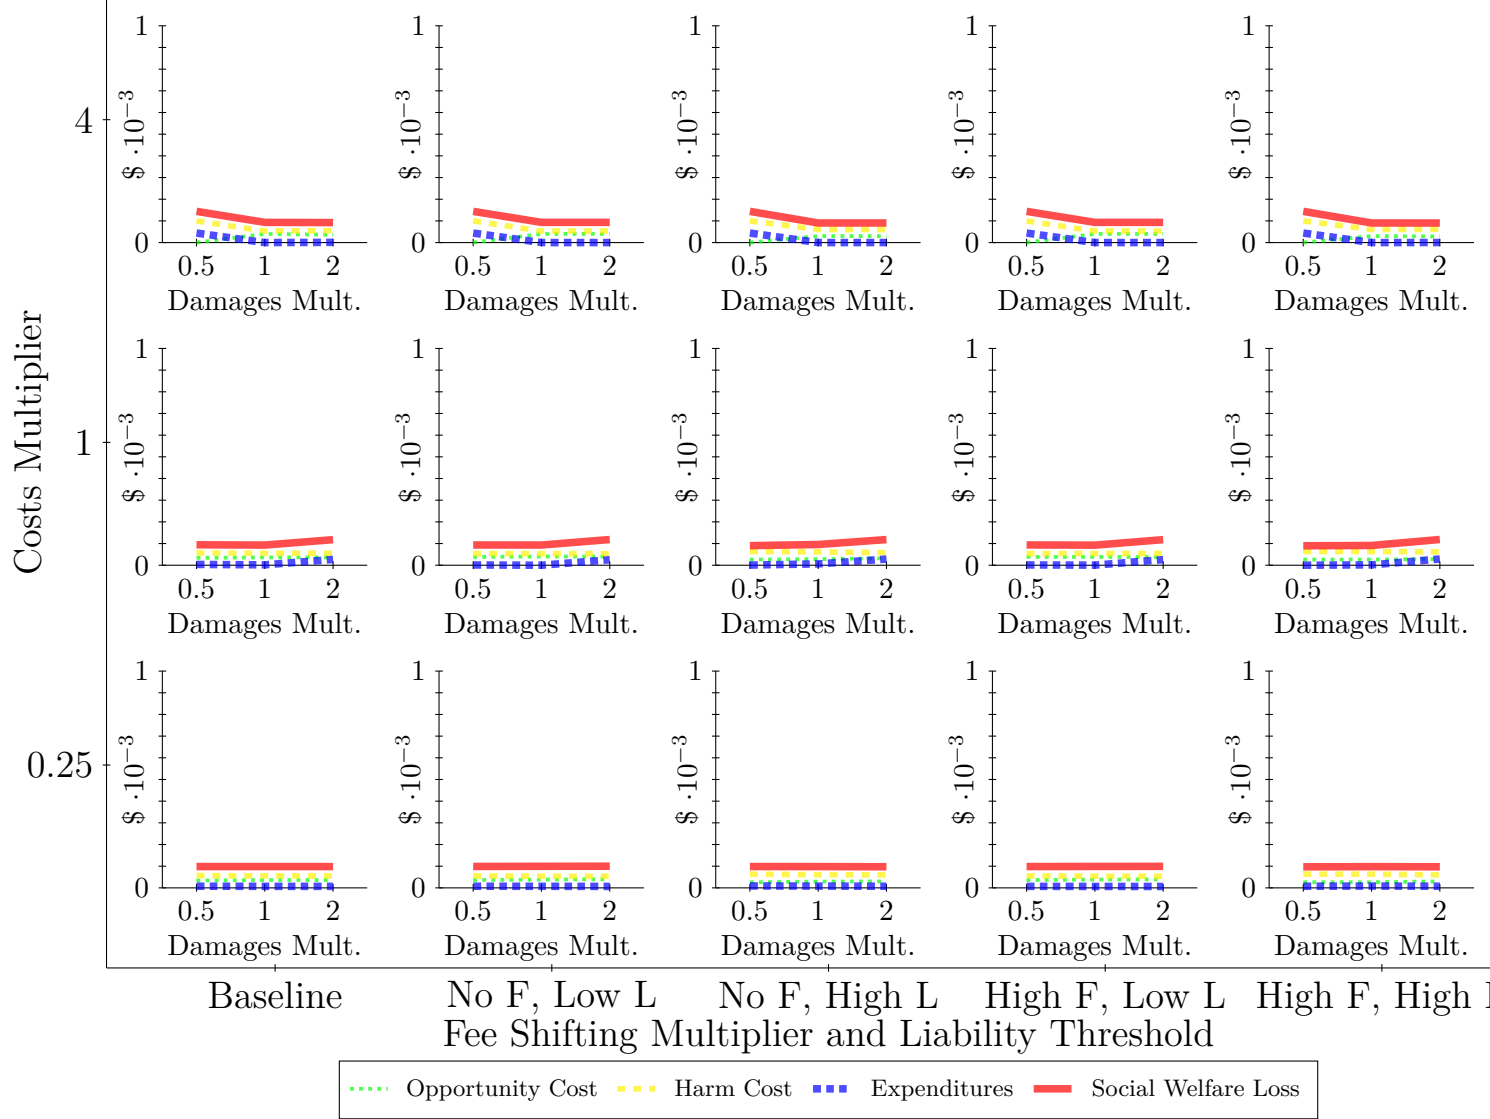 1 1 1 1 1
$ ·10⁻³ $ ·10⁻³ $ ·10⁻³ $ ·10⁻³ $ ·10⁻³
4
0 0 0 0 0
0.5 1 2 0.5 1 2 0.5 1 2 0.5 1 2 0.5 1 2
Damages Mult. Damages Mult. Damages Mult. Damages Mult. Damages Mult.
Costs Multiplier
1 1 1 1 1
$ ·10⁻³ $ ·10⁻³ $ ·10⁻³ $ ·10⁻³ $ ·10⁻³
1
0 0 0 0 0
0.5 1 2 0.5 1 2 0.5 1 2 0.5 1 2 0.5 1 2
Damages Mult. Damages Mult. Damages Mult. Damages Mult. Damages Mult.
1 1 1 1 1
$ ·10⁻³ $ ·10⁻³ $ ·10⁻³ $ ·10⁻³ $ ·10⁻³
0.25
0 0 0 0 0
0.5 1 2 0.5 1 2 0.5 1 2 0.5 1 2 0.5 1 2
Damages Mult. Damages Mult. Damages Mult. Damages Mult. Damages Mult.
Baseline No F, Low L No F, High L High F, Low L High F, High
Fee Shifting Multiplier and Liability Threshold
Opportunity Cost Harm Cost Expenditures Social Welfare Loss